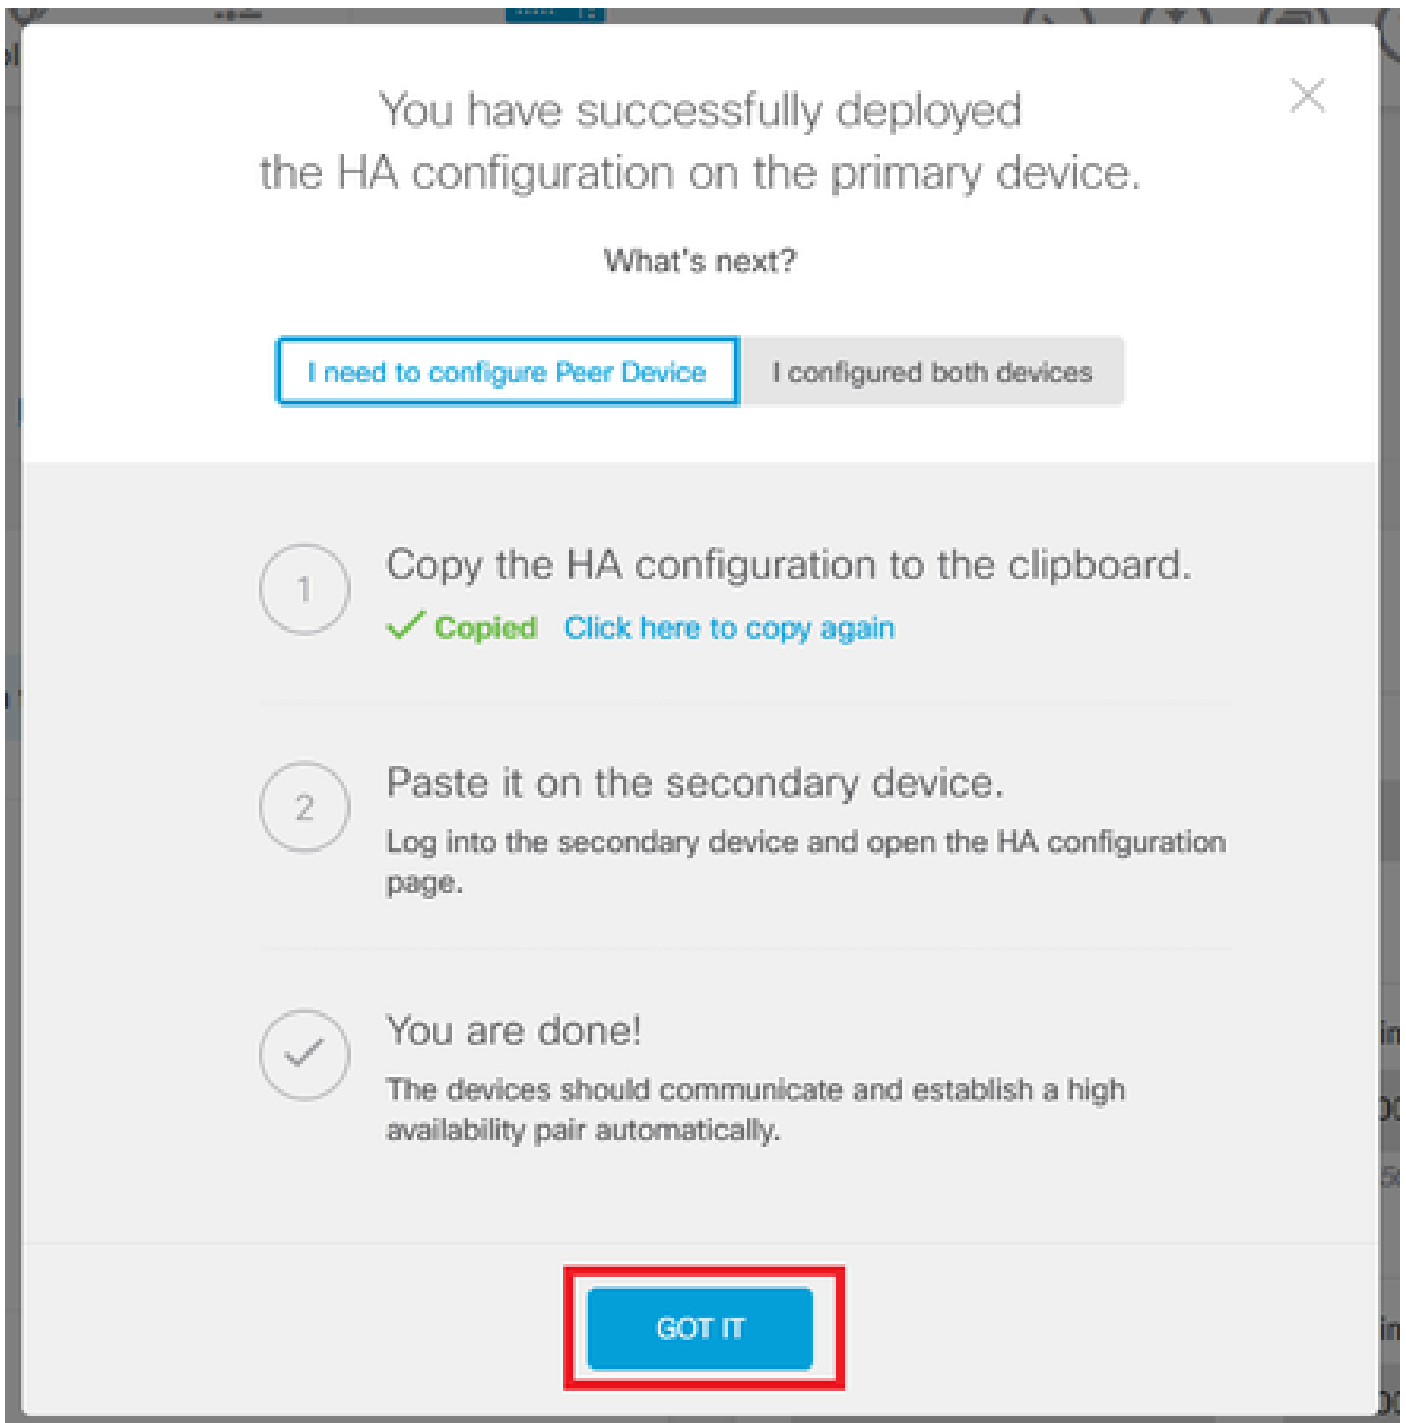 You have successfully deployed
the HA configuration on the primary device.
What's next?
I need to configure Peer Device
I configured both devices
1
Copy the HA configuration to the clipboard.
Copied Click here to copy again
2
Paste it on the secondary device.
Log into the secondary device and open the HA configuration
page.
You are done!
The devices should communicate and establish a high
availability pair automatically.
GOT IT